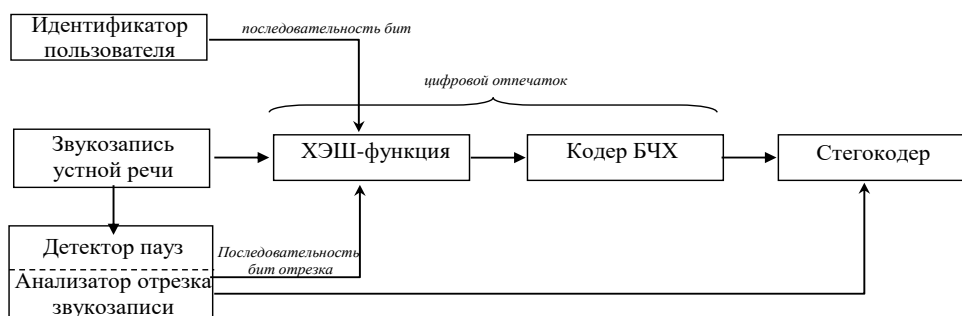 Идентификатор
пользователя
последовательность бит
цифровой отпечаток
Звукозапись
устной речи
ХЭШ-функция
Кодер БЧХ
Стегокодер
Детектор пауз
Последовательность
бит отрезка
Анализатор отрезка
звукозаписи